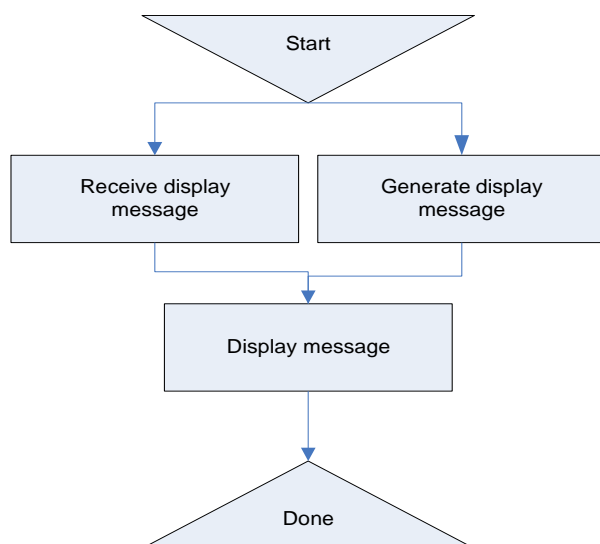 Start
Receive display
message
Generate display
message
Display message
Done